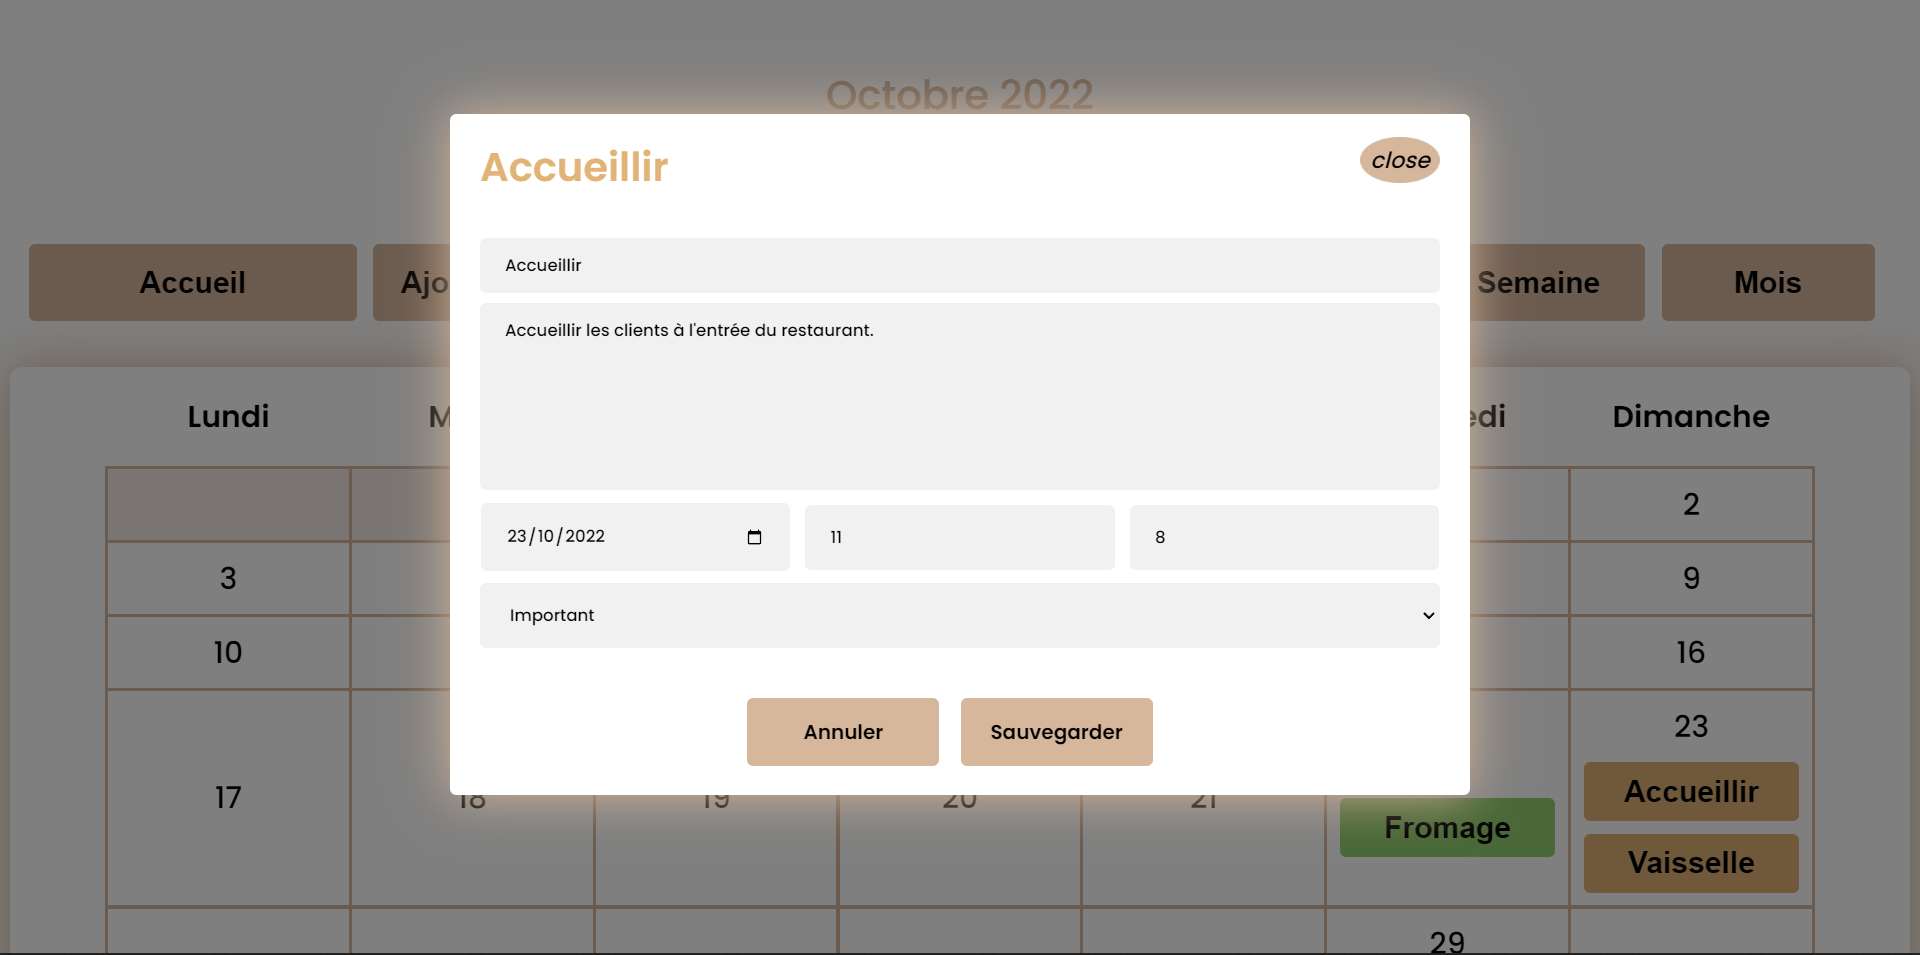 Octobre 2022
Accueillir
close
Accueillir
Accueillir les clients à l'entrée du restaurant.
23/10/2022
11
8
Important
Annuler
Sauvegarder
Accueil
Ajo
Semaine
Mois
Lundi
M
edi
Dimanche
2
3
9
10
16
17
18
19
20
21
Fromage
23
Accueillir
Vaisselle
29